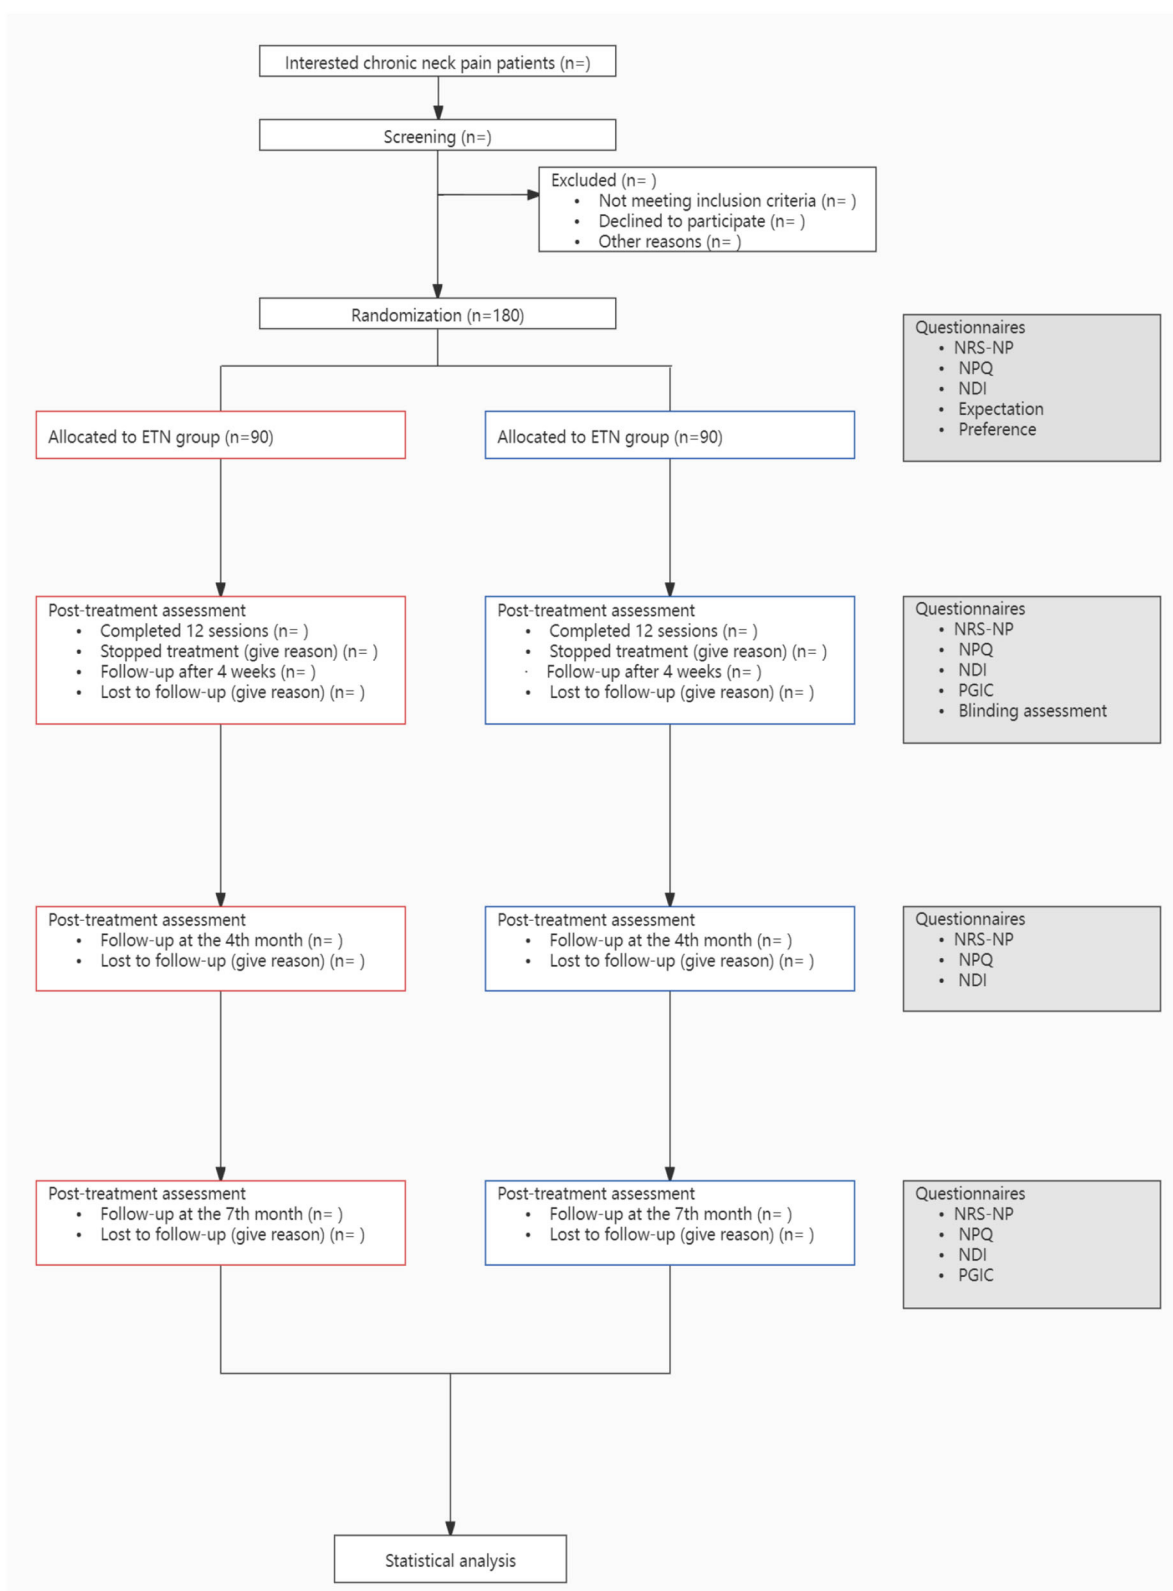 Interested chronic neck pain patients (n=)
Screening (n=)
Excluded (n= )
• Not meeting inclusion criteria (n= )
• Declined to participate (n= )
• Other reasons (n= )
Randomization (n=180)
Questionnaires
• NRS-NP
• NPQ
• NDI
• Expectation
• Preference
Allocated to ETN group (n=90)
Allocated to ETN group (n=90)
Post-treatment assessment
• Completed 12 sessions (n= )
• Stopped treatment (give reason) (n= )
• Follow-up after 4 weeks (n= )
• Lost to follow-up (give reason) (n= )
Post-treatment assessment
• Completed 12 sessions (n= )
• Stopped treatment (give reason) (n= )
· Follow-up after 4 weeks (n= )
• Lost to follow-up (give reason) (n= )
Questionnaires
• NRS-NP
• NPQ
• NDI
• PGIC
• Blinding assessment
Post-treatment assessment
• Follow-up at the 4th month (n= )
• Lost to follow-up (give reason) (n= )
Post-treatment assessment
• Follow-up at the 4th month (n= )
• Lost to follow-up (give reason) (n= )
Questionnaires
• NRS-NP
• NPQ
• NDI
Post-treatment assessment
• Follow-up at the 7th month (n= )
• Lost to follow-up (give reason) (n= )
Post-treatment assessment
• Follow-up at the 7th month (n= )
• Lost to follow-up (give reason) (n= )
Questionnaires
• NRS-NP
• NPQ
• NDI
• PGIC
Statistical analysis